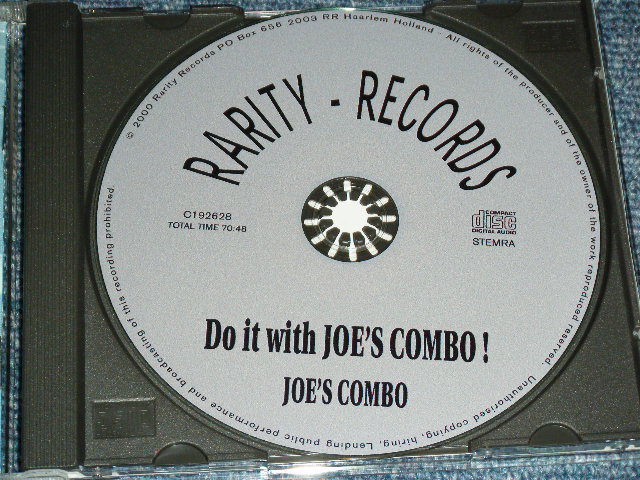 © 2000 Rarity Records PO Box 656 2003 RR Haarlem Holland - All rights of the producer and of the owner of the work reproduced reserved. Unauthorised copying, hiring, Lending public performance and broadcasting of this recording prohibited.
RARITY - RECORDS
C192628
TOTAL TIME 70:48
COMPACT
disc
DIGITAL AUDIO
STEMRA
Do it with JOE'S COMBO !
JOE'S COMBO